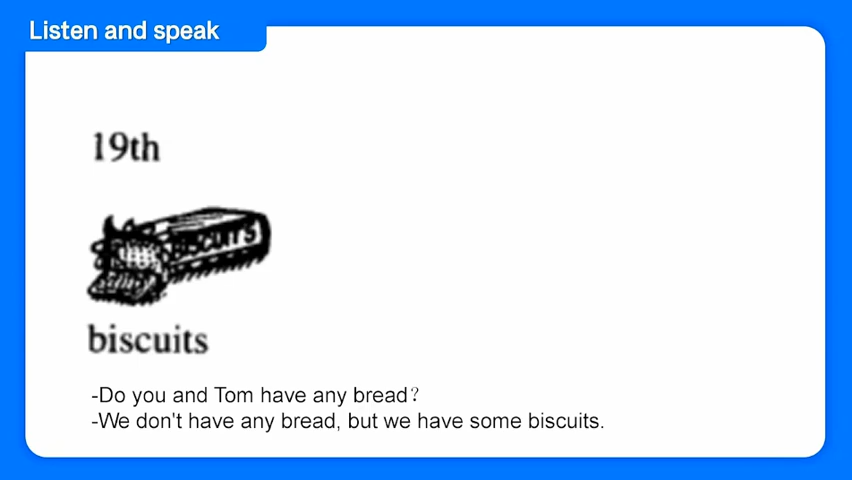 Listen and speak
19th
BISCUITS
biscuits
-Do you and Tom have any bread?
-We don't have any bread, but we have some biscuits.